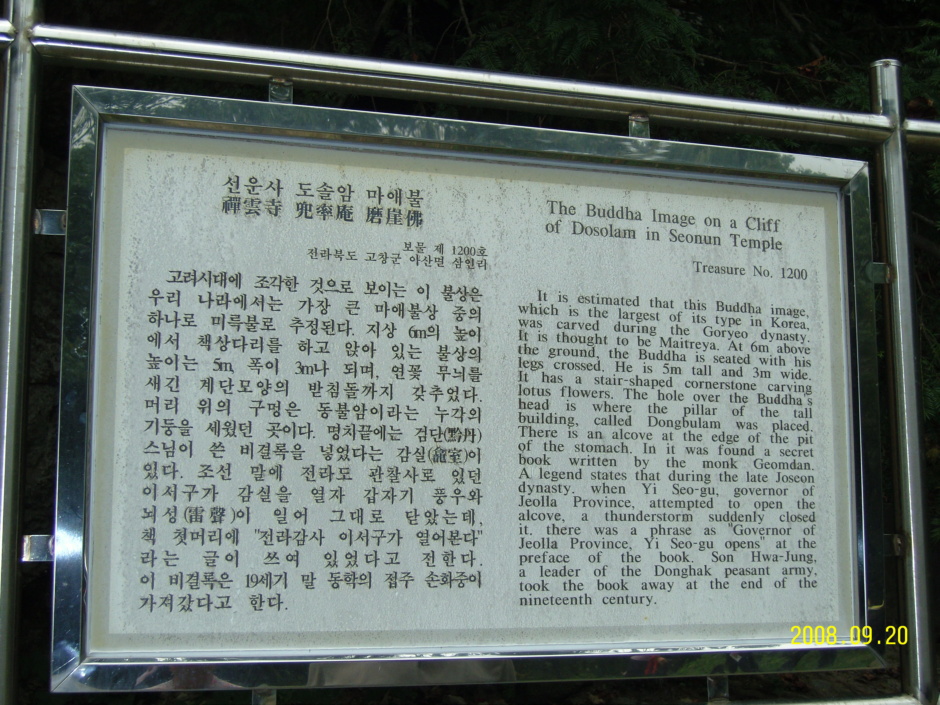 선운사 도솔암 마애불
禪雲寺 兜率庵 磨崖佛
보물 제 1200호
전라북도 고창군 아산면 삼인리
고려시대에 조각한 것으로 보이는 이 불상은
우리 나라에서는 가장 큰 마애불상 중의
하나로 미륵불로 추정된다. 지상 6m의 높이
에서 책상다리를 하고 앉아 있는 불상의
높이는 5m, 폭이 3m나 되며, 연꽃 무늬를
새긴 계단모양의 받침돌까지 갖추었다.
머리 위의 구멍은 동불암이라는 누각의
기둥을 세웠던 곳이다. 명치끝에는 검단(黔丹)
스님이 쓴 비결록을 넣었다는 감실(龕室)이
있다. 조선 말에 전라도 관찰사로 있던
이서구가 감실을 열자 갑자기 풍우와
뇌성(雷聲)이 일어 그대로 닫았는데,
책 첫머리에 "전라감사 이서구가 열어본다"
라는 글이 쓰여 있었다고 전한다.
이 비결록은 19세기 말 동학의 접주 손화중이
가져갔다고 한다.
The Buddha Image on a Cliff
of Dosolam in Seonun Temple
Treasure No. 1200
It is estimated that this Buddha image,
which is the largest of its type in Korea,
was carved during the Goryeo dynasty.
It is thought to be Maitreya. At 6m above
the ground, the Buddha is seated with his
legs crossed. He is 5m tall and 3m wide.
It has a stair-shaped cornerstone carving
lotus flowers. The hole over the Buddha's
head is where the pillar of the tall
building, called Dongbulam was placed.
There is an alcove at the edge of the pit
of the stomach. In it was found a secret
book written by the monk Geomdan.
A legend states that during the late Joseon
dynasty. when Yi Seo-gu, governor of
Jeolla Province, attempted to open the
alcove, a thunderstorm suddenly closed
it. there was a phrase as "Governor of
Jeolla Province, Yi Seo-gu opens" at the
preface of the book. Son Hwa-Jung,
a leader of the Donghak peasant army,
took the book away at the end of the
nineteenth century.
2008.09.20